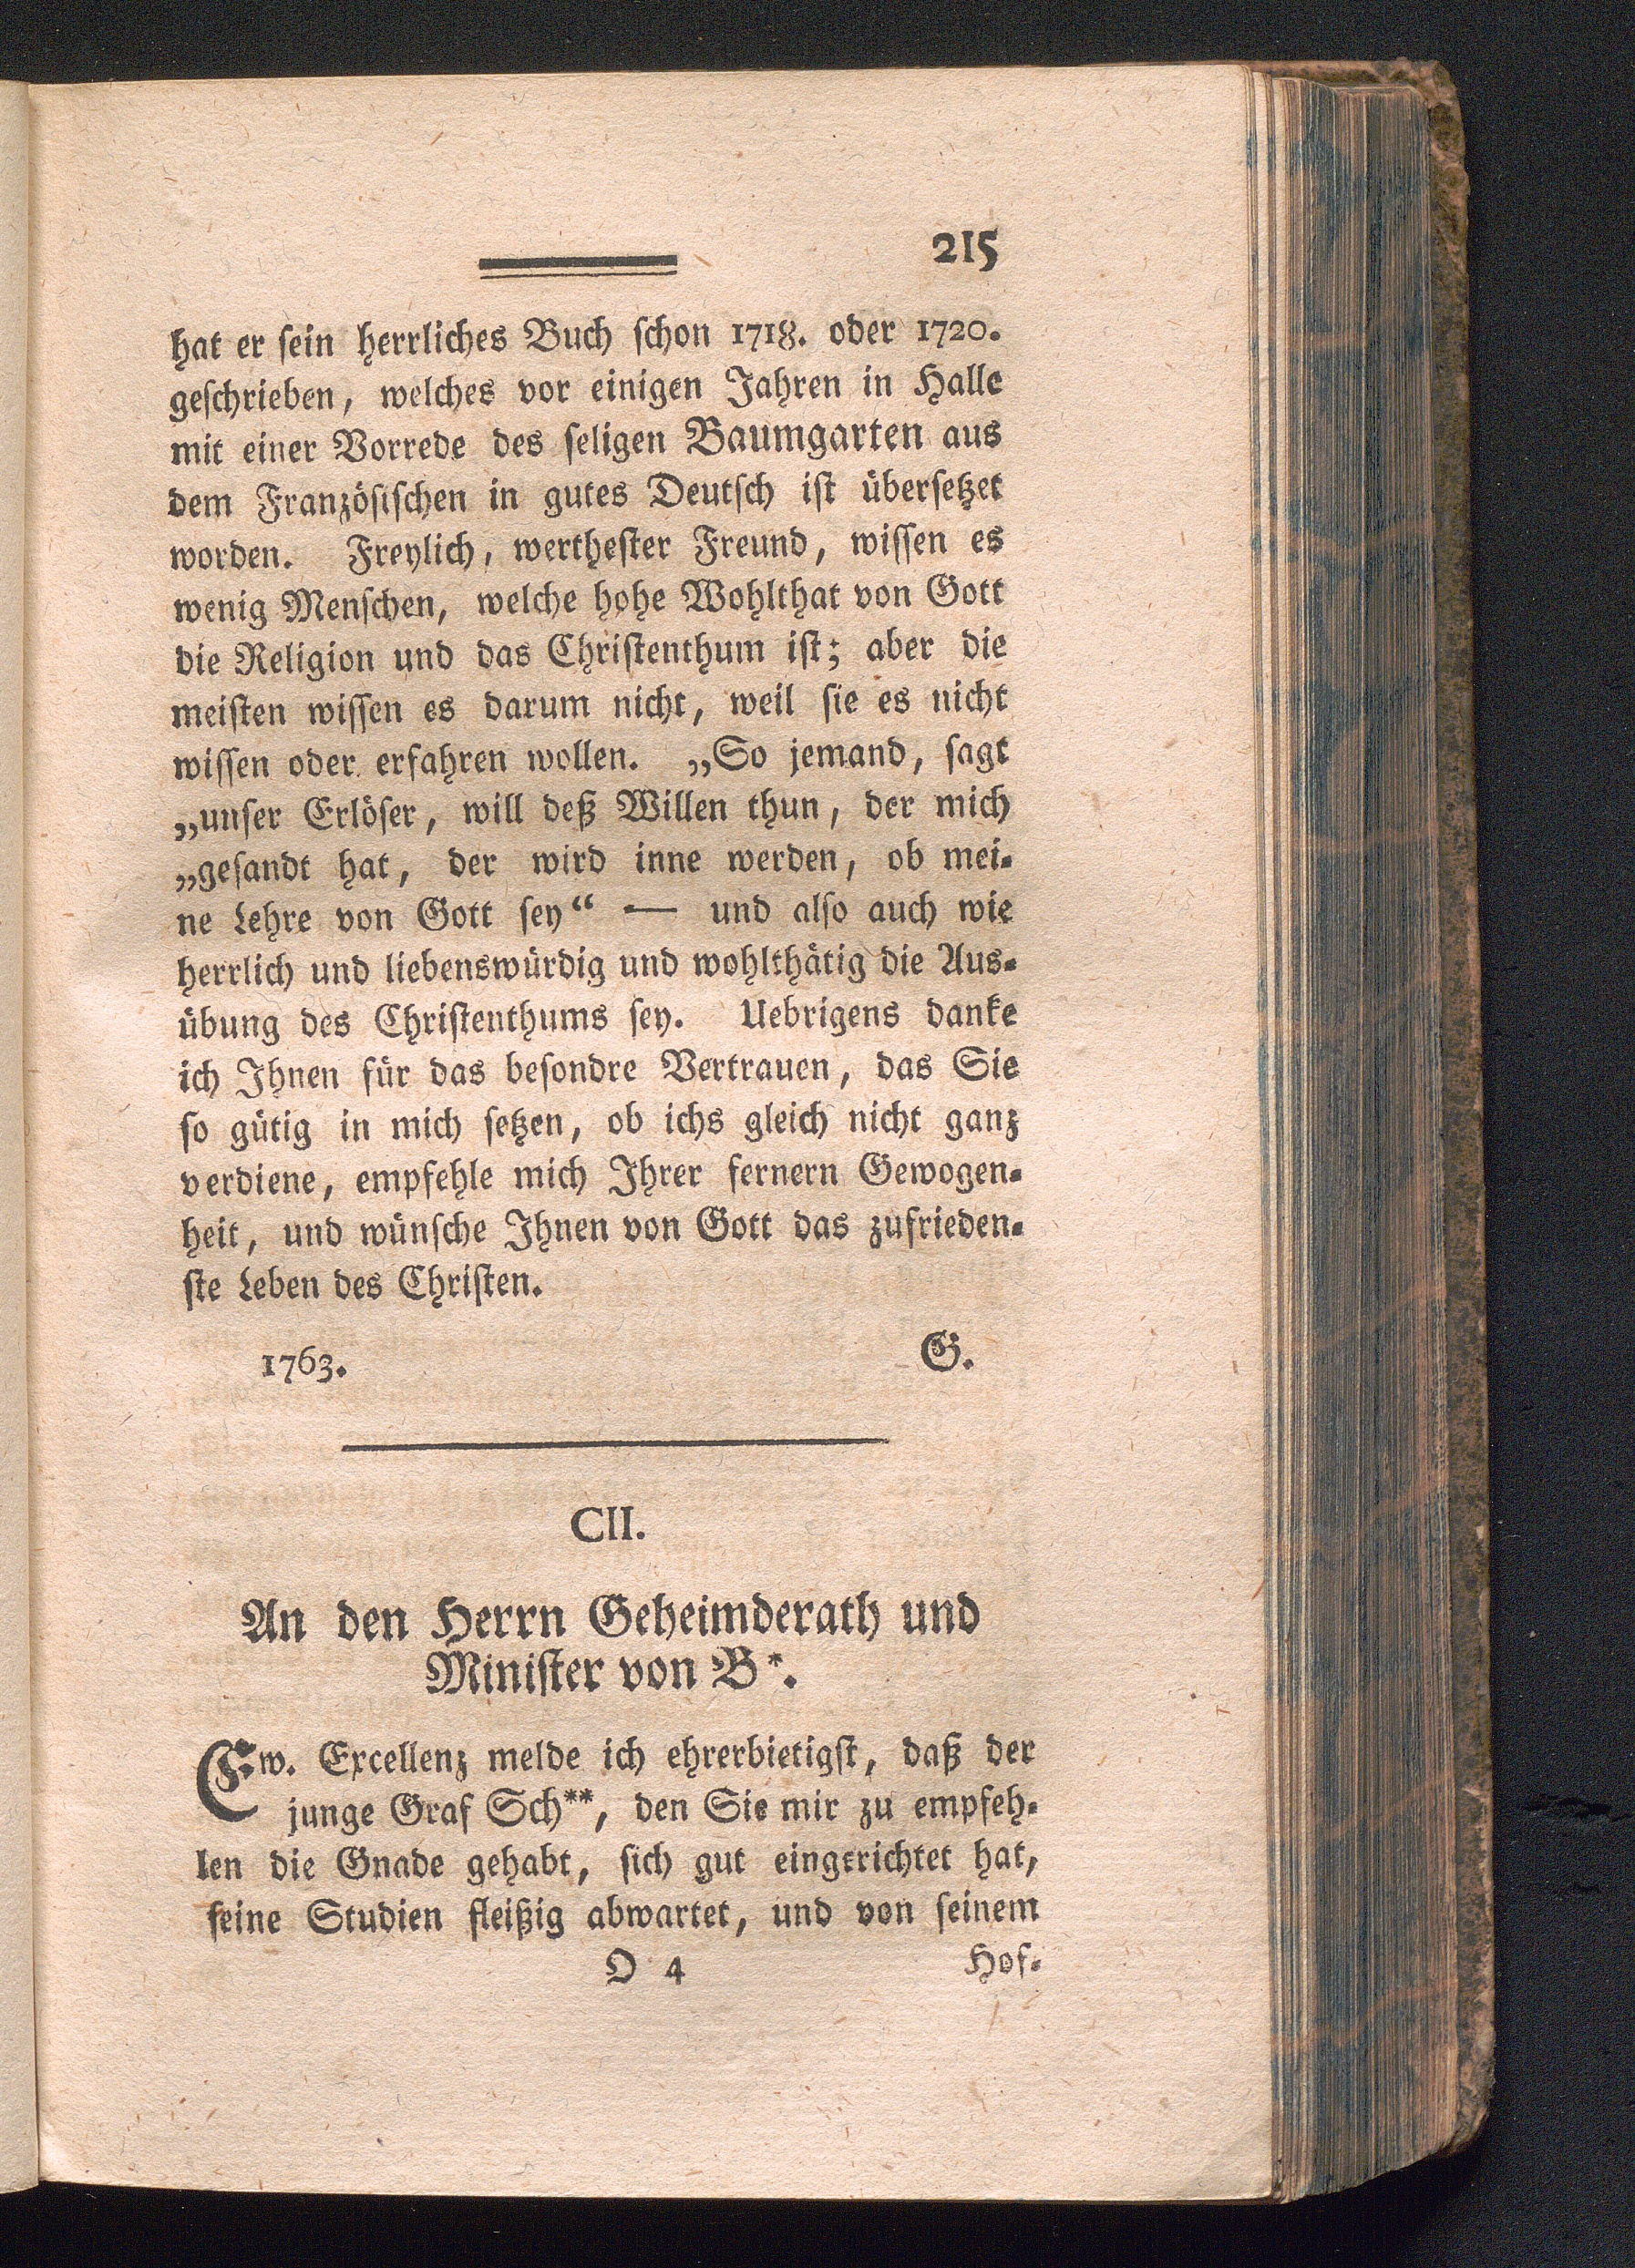 215
hat er ſein herrliches Buch ſchon 1718. oder 1720.
geſchrieben, welches vor einigen Jahren in Halle
mit einer Vorrede des ſeligen Baumgarten aus
dem Franzöſiſchen in gutes Deutſch iſt überſetzet
worden. Freylich, wertheſter Freund, wiſſen es
wenig Menſchen, welche hohe Wohlthat von Gott
die Religion und das Chriſtenthum iſt; aber die
meiſten wiſſen es darum nicht, weil ſie es nicht
wiſſen oder erfahren wollen. „So jemand, ſagt
„unſer Erlöſer, will deß Willen thun, der mich
„geſandt hat, der wird inne werden, ob mei-
ne Lehre von Gott ſey“ — und alſo auch wie
herrlich und liebenswürdig und wohlthätig die Aus-
übung des Chriſtenthums ſey. Uebrigens danke
ich Ihnen für das beſondre Vertrauen, das Sie
ſo gütig in mich ſetzen, ob ichs gleich nicht ganz
verdiene, empfehle mich Ihrer fernern Gewogen-
heit, und wünſche Ihnen von Gott das zufrieden-
ſte Leben des Chriſten.
1763. G.
CII.
An den Herrn Geheimderath und
Miniſter von B*.
Ew. Excellenz melde ich ehrerbietigſt, daß der
junge Graf Sch**, den Sie mir zu empfeh-
len die Gnade gehabt, ſich gut eingerichtet hat,
ſeine Studien fleißig abwartet, und von ſeinem
O 4 Hof-